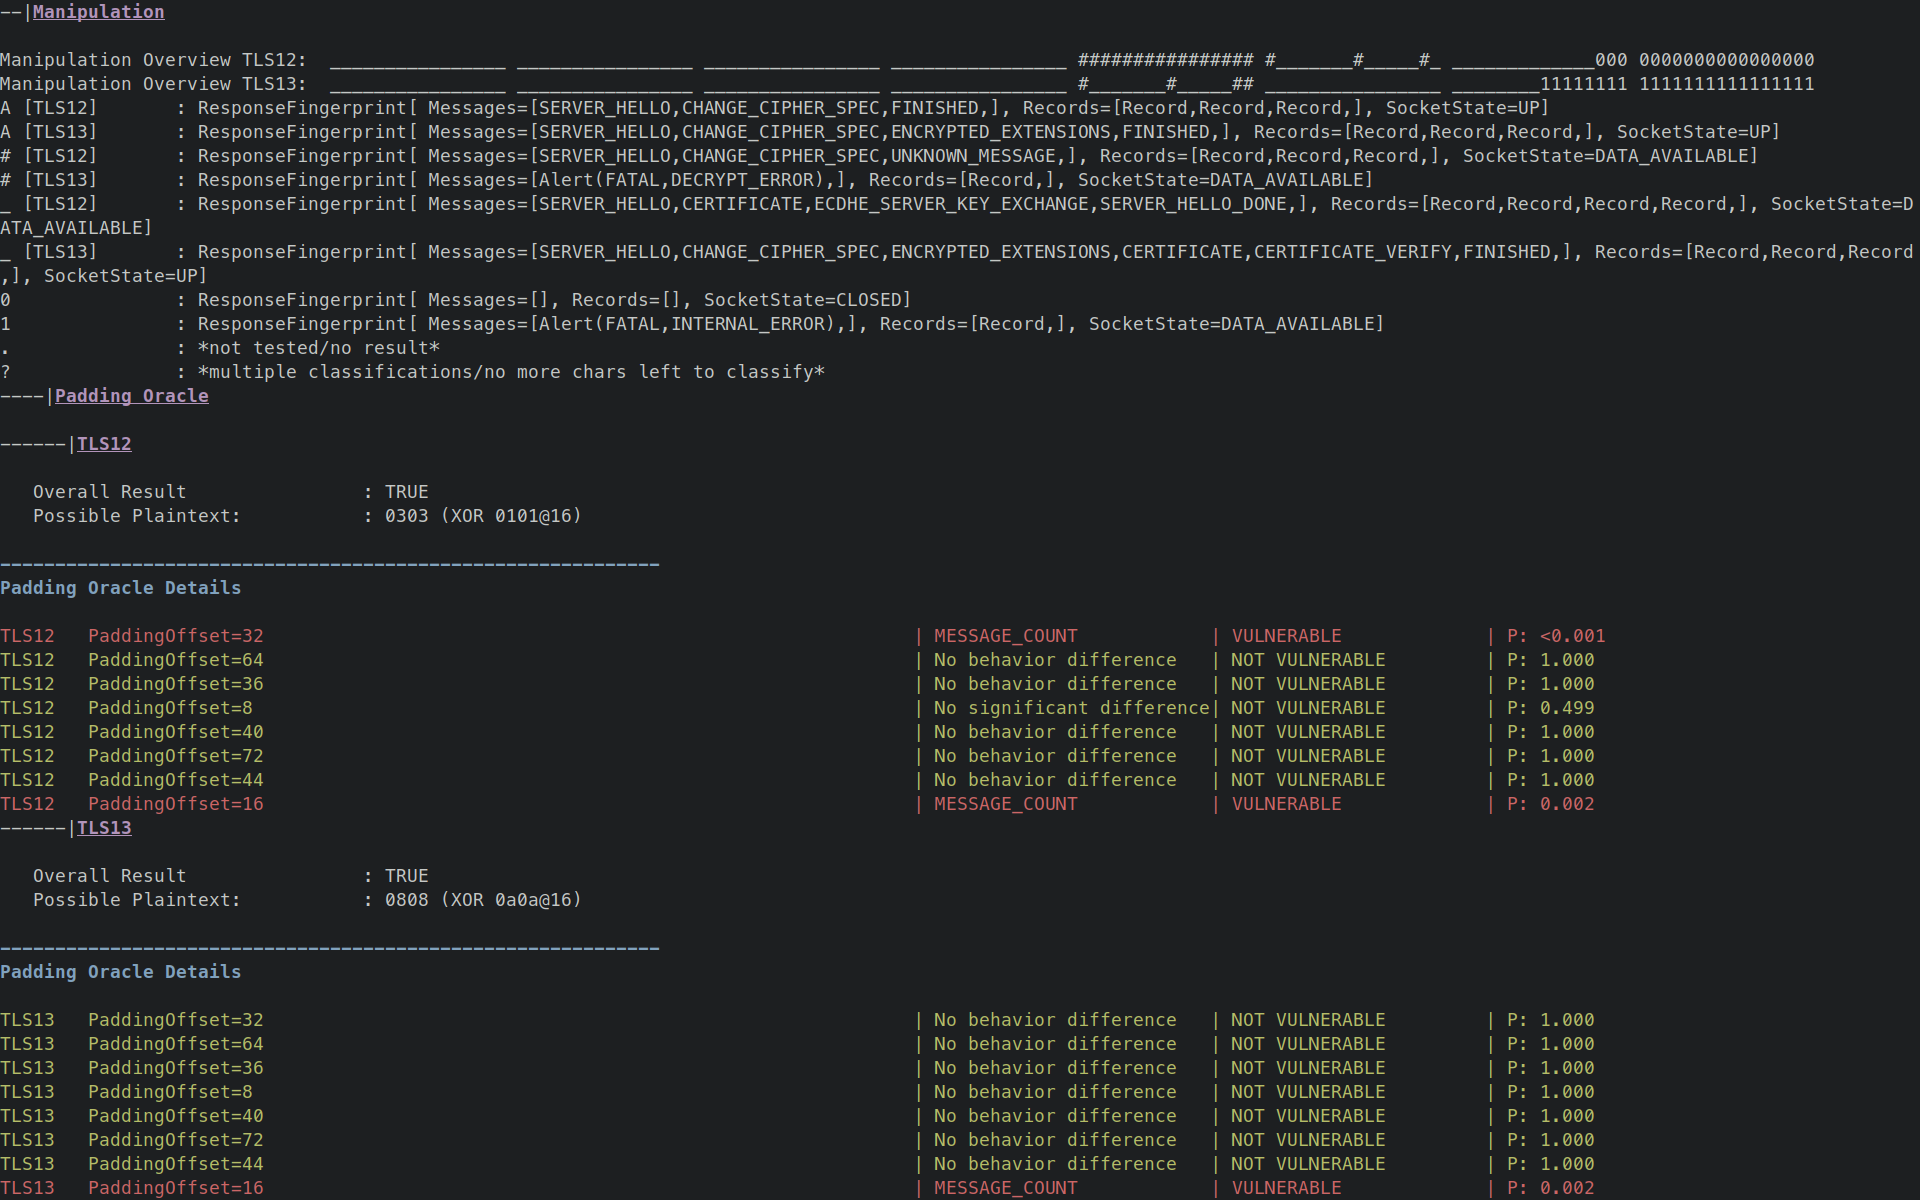 --|Manipulation
Manipulation Overview TLS12:  ________________ ________________ ________________ ________________ ################ #_______#_____#_ _____________000 0000000000000000
Manipulation Overview TLS13:  ________________ ________________ ________________ ________________ #_______#_____## ________________ ________11111111 1111111111111111
A [TLS12]       : ResponseFingerprint[ Messages=[SERVER_HELLO,CHANGE_CIPHER_SPEC,FINISHED,], Records=[Record,Record,Record,], SocketState=UP]
A [TLS13]       : ResponseFingerprint[ Messages=[SERVER_HELLO,CHANGE_CIPHER_SPEC,ENCRYPTED_EXTENSIONS,FINISHED,], Records=[Record,Record,Record,], SocketState=UP]
# [TLS12]       : ResponseFingerprint[ Messages=[SERVER_HELLO,CHANGE_CIPHER_SPEC,UNKNOWN_MESSAGE,], Records=[Record,Record,Record,], SocketState=DATA_AVAILABLE]
# [TLS13]       : ResponseFingerprint[ Messages=[Alert(FATAL,DECRYPT_ERROR),], Records=[Record,], SocketState=DATA_AVAILABLE]
_ [TLS12]       : ResponseFingerprint[ Messages=[SERVER_HELLO,CERTIFICATE,ECDHE_SERVER_KEY_EXCHANGE,SERVER_HELLO_DONE,], Records=[Record,Record,Record,Record,], SocketState=D
ATA_AVAILABLE]
_ [TLS13]       : ResponseFingerprint[ Messages=[SERVER_HELLO,CHANGE_CIPHER_SPEC,ENCRYPTED_EXTENSIONS,CERTIFICATE,CERTIFICATE_VERIFY,FINISHED,], Records=[Record,Record,Record
,], SocketState=UP]
0               : ResponseFingerprint[ Messages=[], Records=[], SocketState=CLOSED]
1               : ResponseFingerprint[ Messages=[Alert(FATAL,INTERNAL_ERROR),], Records=[Record,], SocketState=DATA_AVAILABLE]
.               : *not tested/no result*
?               : *multiple classifications/no more chars left to classify*
----|Padding Oracle
------|TLS12
Overall Result                : TRUE
Possible Plaintext:           : 0303 (XOR 0101@16)
------------------------------------------------------------
Padding Oracle Details
TLS12   PaddingOffset=32 | MESSAGE_COUNT | VULNERABLE | P: <0.001
TLS12   PaddingOffset=64 | No behavior difference | NOT VULNERABLE | P: 1.000
TLS12   PaddingOffset=36 | No behavior difference | NOT VULNERABLE | P: 1.000
TLS12   PaddingOffset=8 | No significant difference| NOT VULNERABLE | P: 0.499
TLS12   PaddingOffset=40 | No behavior difference | NOT VULNERABLE | P: 1.000
TLS12   PaddingOffset=72 | No behavior difference | NOT VULNERABLE | P: 1.000
TLS12   PaddingOffset=44 | No behavior difference | NOT VULNERABLE | P: 1.000
TLS12   PaddingOffset=16 | MESSAGE_COUNT | VULNERABLE | P: 0.002
------|TLS13
Overall Result                : TRUE
Possible Plaintext:           : 0808 (XOR 0a0a@16)
------------------------------------------------------------
Padding Oracle Details
TLS13   PaddingOffset=32 | No behavior difference | NOT VULNERABLE | P: 1.000
TLS13   PaddingOffset=64 | No behavior difference | NOT VULNERABLE | P: 1.000
TLS13   PaddingOffset=36 | No behavior difference | NOT VULNERABLE | P: 1.000
TLS13   PaddingOffset=8 | No behavior difference | NOT VULNERABLE | P: 1.000
TLS13   PaddingOffset=40 | No behavior difference | NOT VULNERABLE | P: 1.000
TLS13   PaddingOffset=72 | No behavior difference | NOT VULNERABLE | P: 1.000
TLS13   PaddingOffset=44 | No behavior difference | NOT VULNERABLE | P: 1.000
TLS13   PaddingOffset=16 | MESSAGE_COUNT | VULNERABLE | P: 0.002